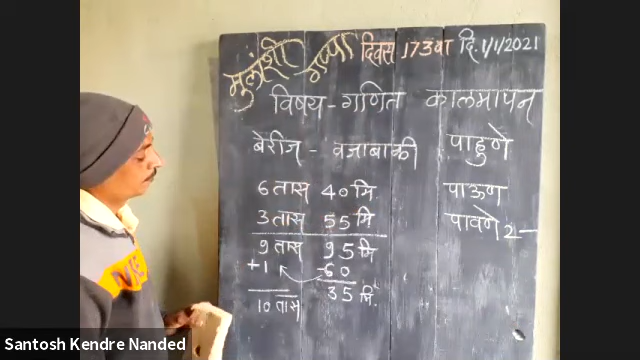 मुलांशी गप्पा दिवस 173वा दि. 1/1/2021
विषय - गणित कालमापन
बेरीज - वजाबाकी पाहुणे
6 तास 40 मि. पाऊण
3 तास 55 मि पावणे 2 —
9 तास 95 मि
+1 -60
10 तास 35 मि.
Santosh Kendre Nanded